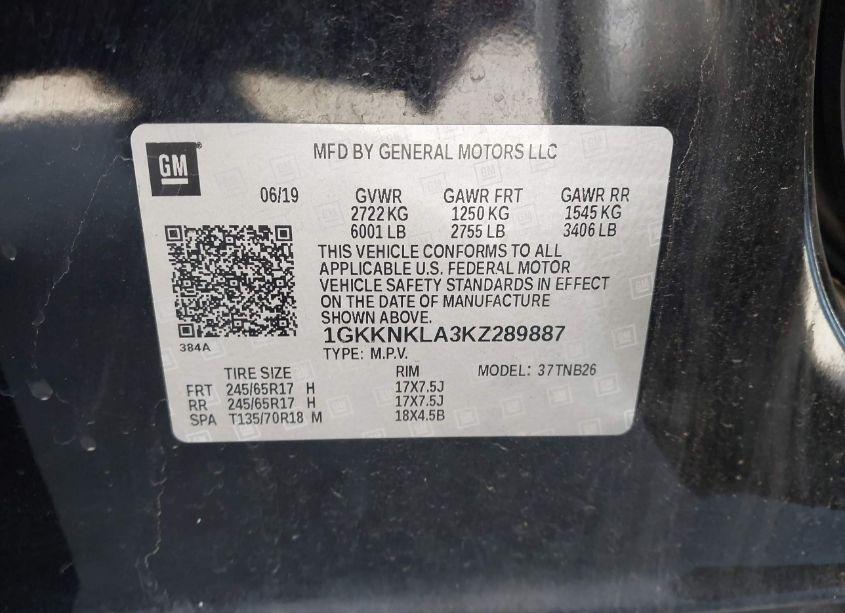 GM
MFD BY GENERAL MOTORS LLC
06/19 GVWR GAWR FRT GAWR RR
2722 KG 1250 KG 1545 KG
6001 LB 2755 LB 3406 LB
THIS VEHICLE CONFORMS TO ALL
APPLICABLE U.S. FEDERAL MOTOR
VEHICLE SAFETY STANDARDS IN EFFECT
ON THE DATE OF MANUFACTURE
SHOWN ABOVE.
384A
1GKKNKLA3KZ289887
TYPE: M.P.V.
TIRE SIZE RIM MODEL: 37TNB26
FRT 245/65R17 H 17X7.5J
RR 245/65R17 H 17X7.5J
SPA T135/70R18 M 18X4.5B